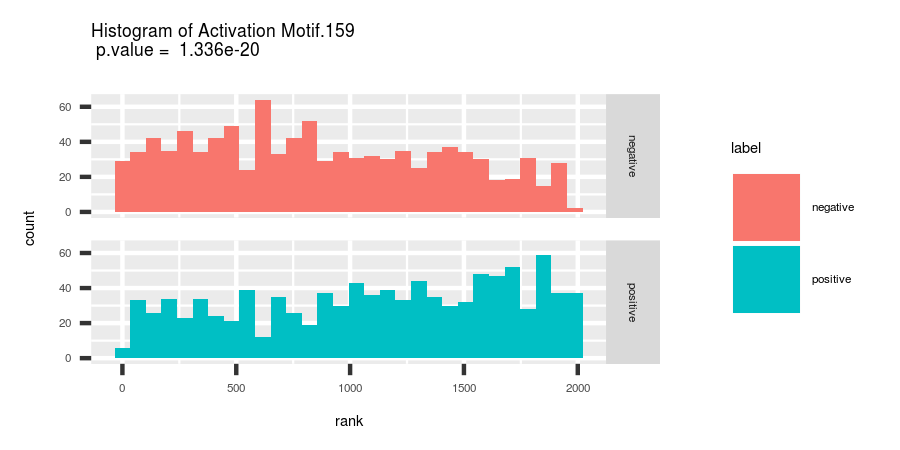 Histogram of Activation Motif.159
p.value =  1.336e-20
60
40
20
0
negative
60
40
20
0
positive
0
500
1000
1500
2000
count
rank
label
negative
positive